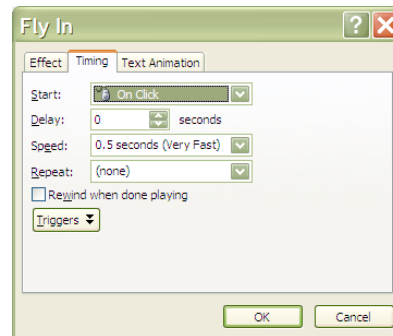 Fly In
Effect Timing Text Animation
Start: On Click
Delay: 0 seconds
Speed: 0.5 seconds (Very Fast)
Repeat: (none)
Rewind when done playing
Triggers
OK Cancel